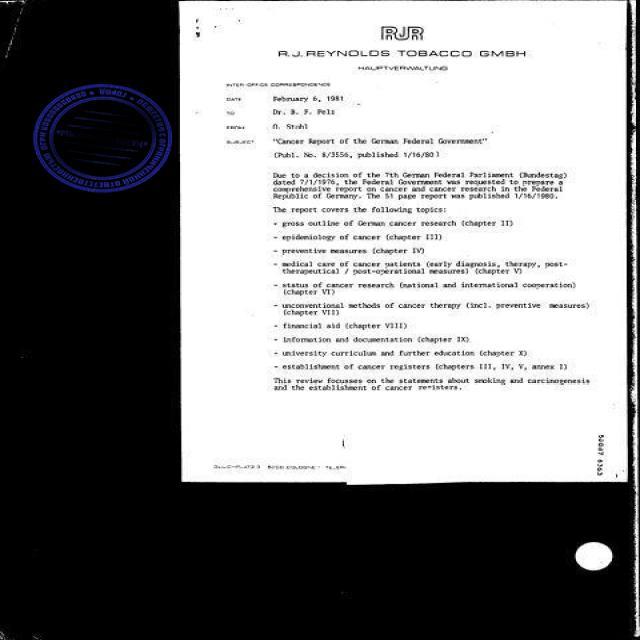 RJR
R.J. REYNOLDS TOBACCO GMBH
HAUPTVERWALTUNG
INTER-OFFICE CORRESPONDENCE
DATE February 6, 1981
TO Dr. B. F. Felz
FROM O. Stohl
SUBJECT "Cancer Report of the German Federal Government"
(Publ. No. 8/3556, published 1/16/80)
Due to a decision of the 7th German Federal Parliament (Bundestag)
dated 7/1/1976, the Federal Government was requested to prepare a
comprehensive report on cancer and cancer research in the Federal
Republic of Germany. The 51 page report was published 1/16/1980.
The report covers the following topics:
- gross outline of German cancer research (chapter II)
- epidemiology of cancer (chapter III)
- preventive measures (chapter IV)
- medical care of cancer patients (early diagnosis, therapy, post-
therapeutical / post-operational measures) (chapter V)
- status of cancer research (national and international cooperation)
(chapter VI)
- unconventional methods of cancer therapy (incl. preventive measures)
(chapter VII)
- financial aid (chapter VIII)
- information and documentation (chapter IX)
- university curriculum and further education (chapter X)
- establishment of cancer registers (chapters III, IV, V, annex I)
This review focusses on the statements about smoking and carcinogenesis
and the establishment of cancer registers.
COLOGNE
50087 6363